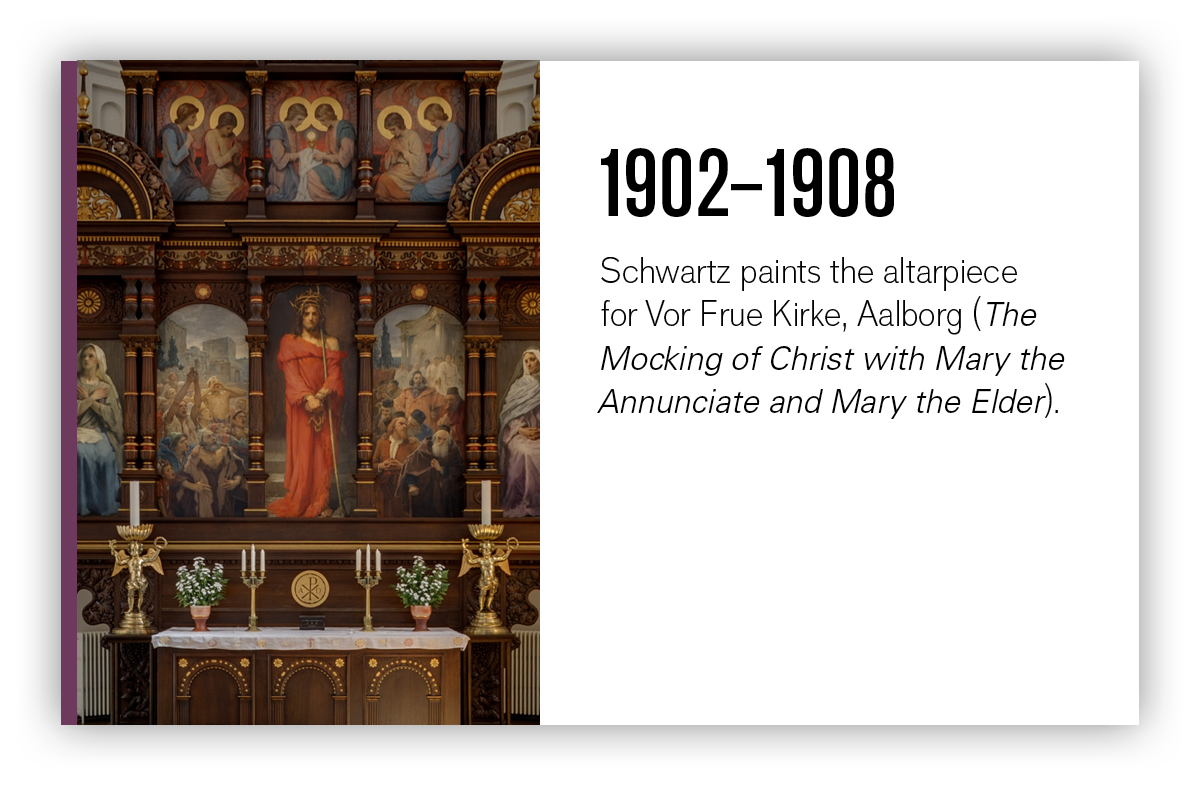 1902–1908
Schwartz paints the altarpiece
for Vor Frue Kirke, Aalborg (The
Mocking of Christ with Mary the
Annunciate and Mary the Elder).